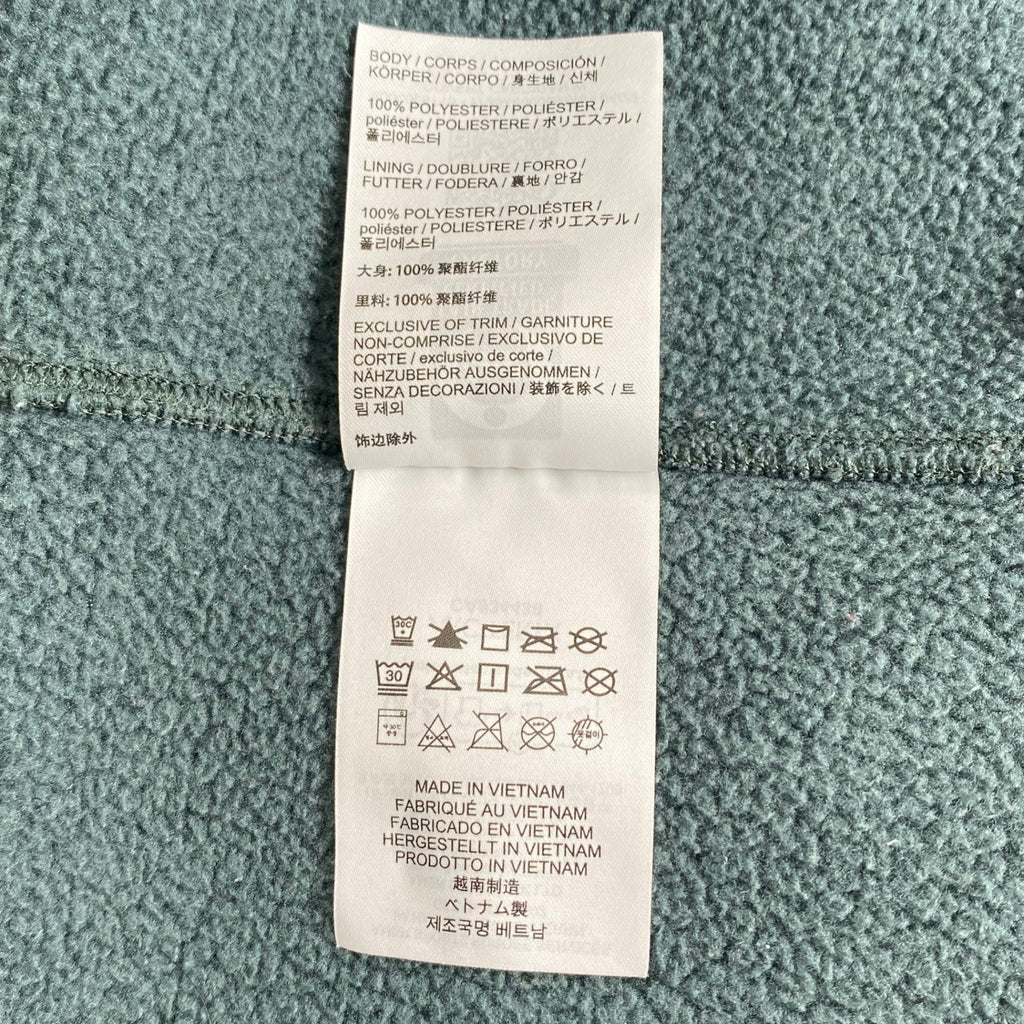 BODY / CORPS / COMPOSICIÓN /
KÖRPER / CORPO / 身生地 / 신체
100% POLYESTER / POLIÉSTER /
poliéster / POLIESTERE / ポリエステル /
폴리에스터
LINING / DOUBLURE / FORRO /
FUTTER / FODERA / 裏地 / 안감
100% POLYESTER / POLIÉSTER /
poliéster / POLIESTERE / ポリエステル /
폴리에스터
大身: 100% 聚酯纤维
里料: 100% 聚酯纤维
EXCLUSIVE OF TRIM / GARNITURE
NON-COMPRISE / EXCLUSIVO DE
CORTE / exclusivo de corte /
NÄHZUBEHÖR AUSGENOMMEN /
SENZA DECORAZIONI / 装飾を除く / 트
림 제외
饰边除外
30C
30
옷걸이
MADE IN VIETNAM
FABRIQUÉ AU VIETNAM
FABRICADO EN VIETNAM
HERGESTELLT IN VIETNAM
PRODOTTO IN VIETNAM
越南制造
ベトナム製
제조국명 베트남